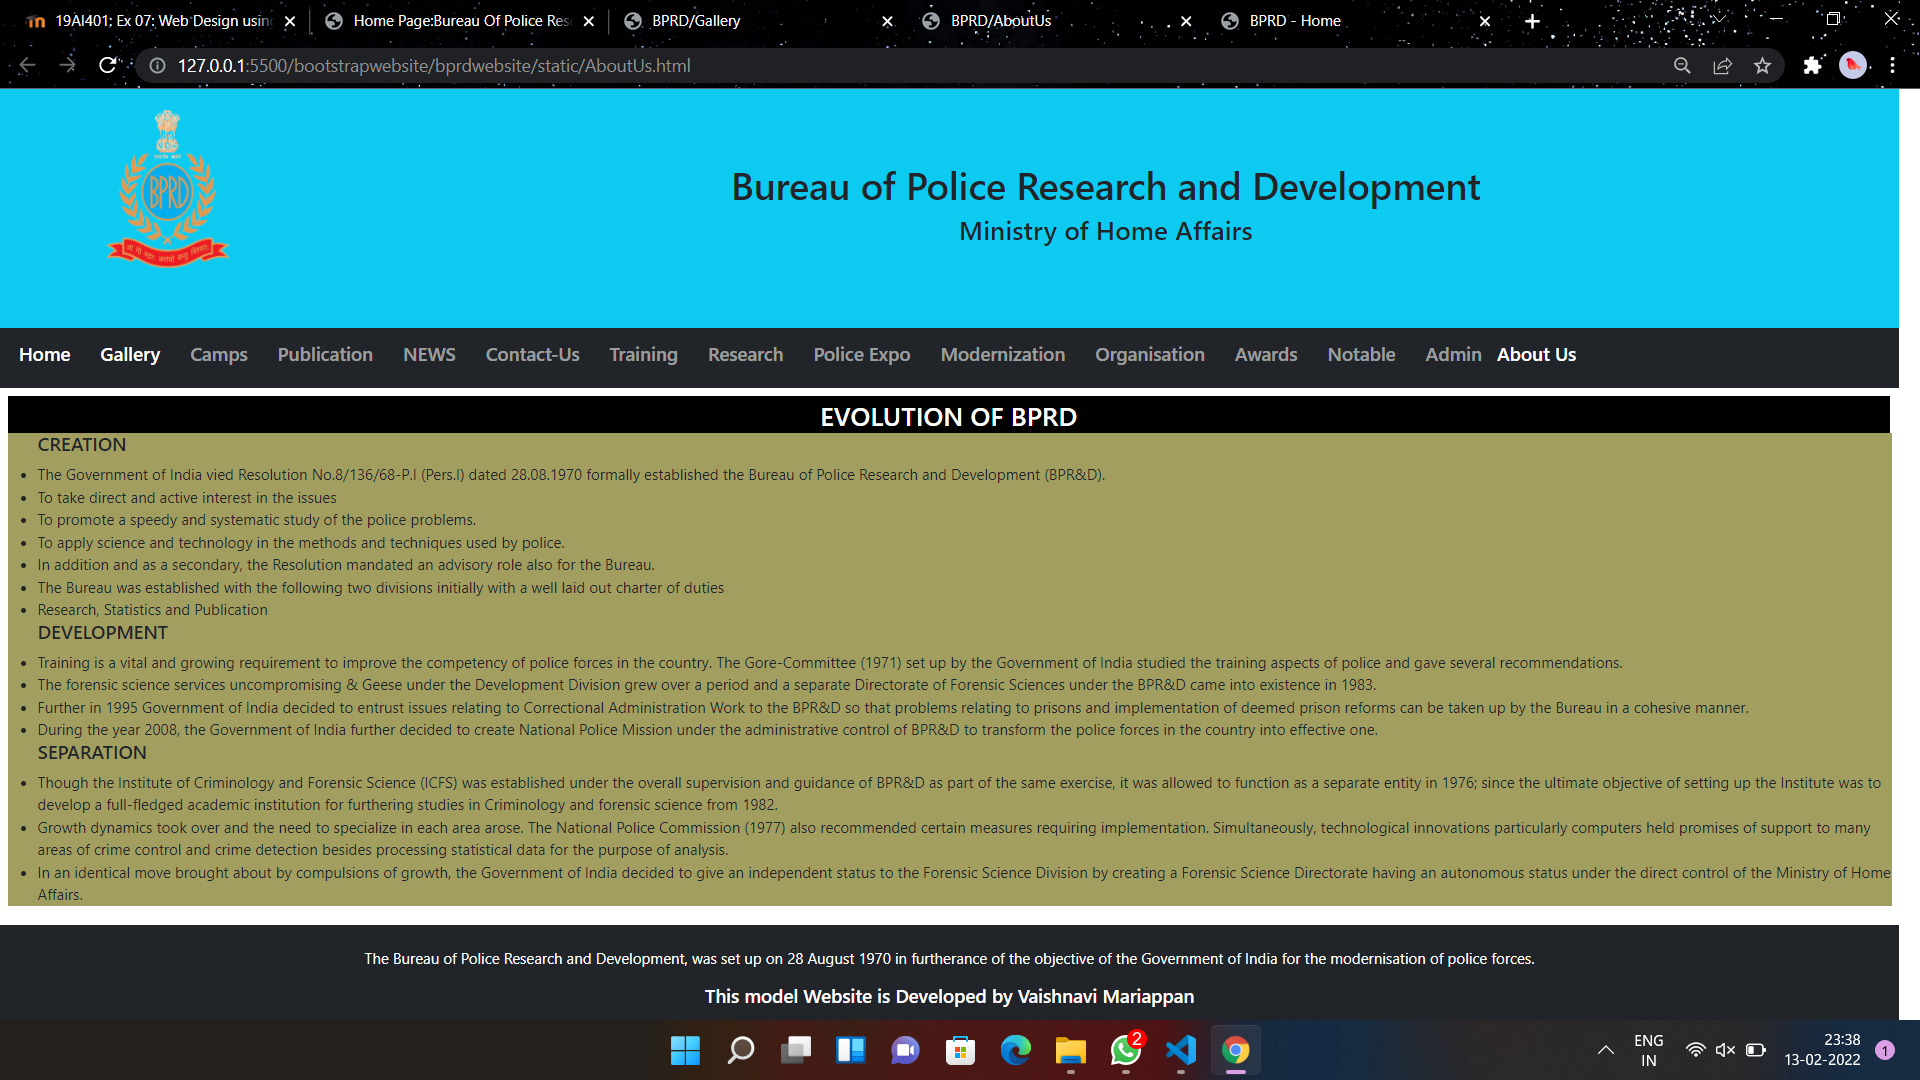 19AI401; Ex 07: Web Design usin
Home Page:Bureau Of Police Res
BPRD/Gallery
BPRD/AboutUs
BPRD - Home
127.0.0.1:5500/bootstrapwebsite/bprdwebsite/static/AboutUs.html
BPRD
Bureau of Police Research and Development
Ministry of Home Affairs
Home Gallery Camps Publication NEWS Contact-Us Training Research Police Expo Modernization Organisation Awards Notable Admin About Us
EVOLUTION OF BPRD
CREATION
The Government of India vied Resolution No.8/136/68-P.I (Pers.I) dated 28.08.1970 formally established the Bureau of Police Research and Development (BPR&D).
To take direct and active interest in the issues
To promote a speedy and systematic study of the police problems.
To apply science and technology in the methods and techniques used by police.
In addition and as a secondary, the Resolution mandated an advisory role also for the Bureau.
The Bureau was established with the following two divisions initially with a well laid out charter of duties
Research, Statistics and Publication
DEVELOPMENT
Training is a vital and growing requirement to improve the competency of police forces in the country. The Gore-Committee (1971) set up by the Government of India studied the training aspects of police and gave several recommendations.
The forensic science services uncompromising & Geese under the Development Division grew over a period and a separate Directorate of Forensic Sciences under the BPR&D came into existence in 1983.
Further in 1995 Government of India decided to entrust issues relating to Correctional Administration Work to the BPR&D so that problems relating to prisons and implementation of deemed prison reforms can be taken up by the Bureau in a cohesive manner.
During the year 2008, the Government of India further decided to create National Police Mission under the administrative control of BPR&D to transform the police forces in the country into effective one.
SEPARATION
Though the Institute of Criminology and Forensic Science (ICFS) was established under the overall supervision and guidance of BPR&D as part of the same exercise, it was allowed to function as a separate entity in 1976; since the ultimate objective of setting up the Institute was to
develop a full-fledged academic institution for furthering studies in Criminology and forensic science from 1982.
Growth dynamics took over and the need to specialize in each area arose. The National Police Commission (1977) also recommended certain measures requiring implementation. Simultaneously, technological innovations particularly computers held promises of support to many
areas of crime control and crime detection besides processing statistical data for the purpose of analysis.
In an identical move brought about by compulsions of growth, the Government of India decided to give an independent status to the Forensic Science Division by creating a Forensic Science Directorate having an autonomous status under the direct control of the Ministry of Home
Affairs.
The Bureau of Police Research and Development, was set up on 28 August 1970 in furtherance of the objective of the Government of India for the modernisation of police forces.
This model Website is Developed by Vaishnavi Mariappan
2
ENG
IN
23:38
13-02-2022
1